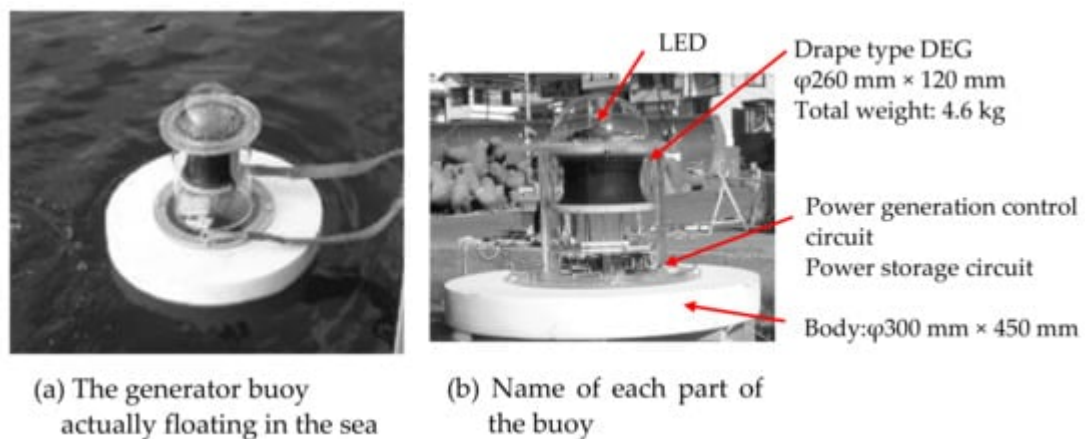 LED
Drape type DEG
φ260 mm × 120 mm
Total weight: 4.6 kg
Power generation control
circuit
Power storage circuit
Body:φ300 mm × 450 mm
(a) The generator buoy
actually floating in the sea
(b) Name of each part of
the buoy